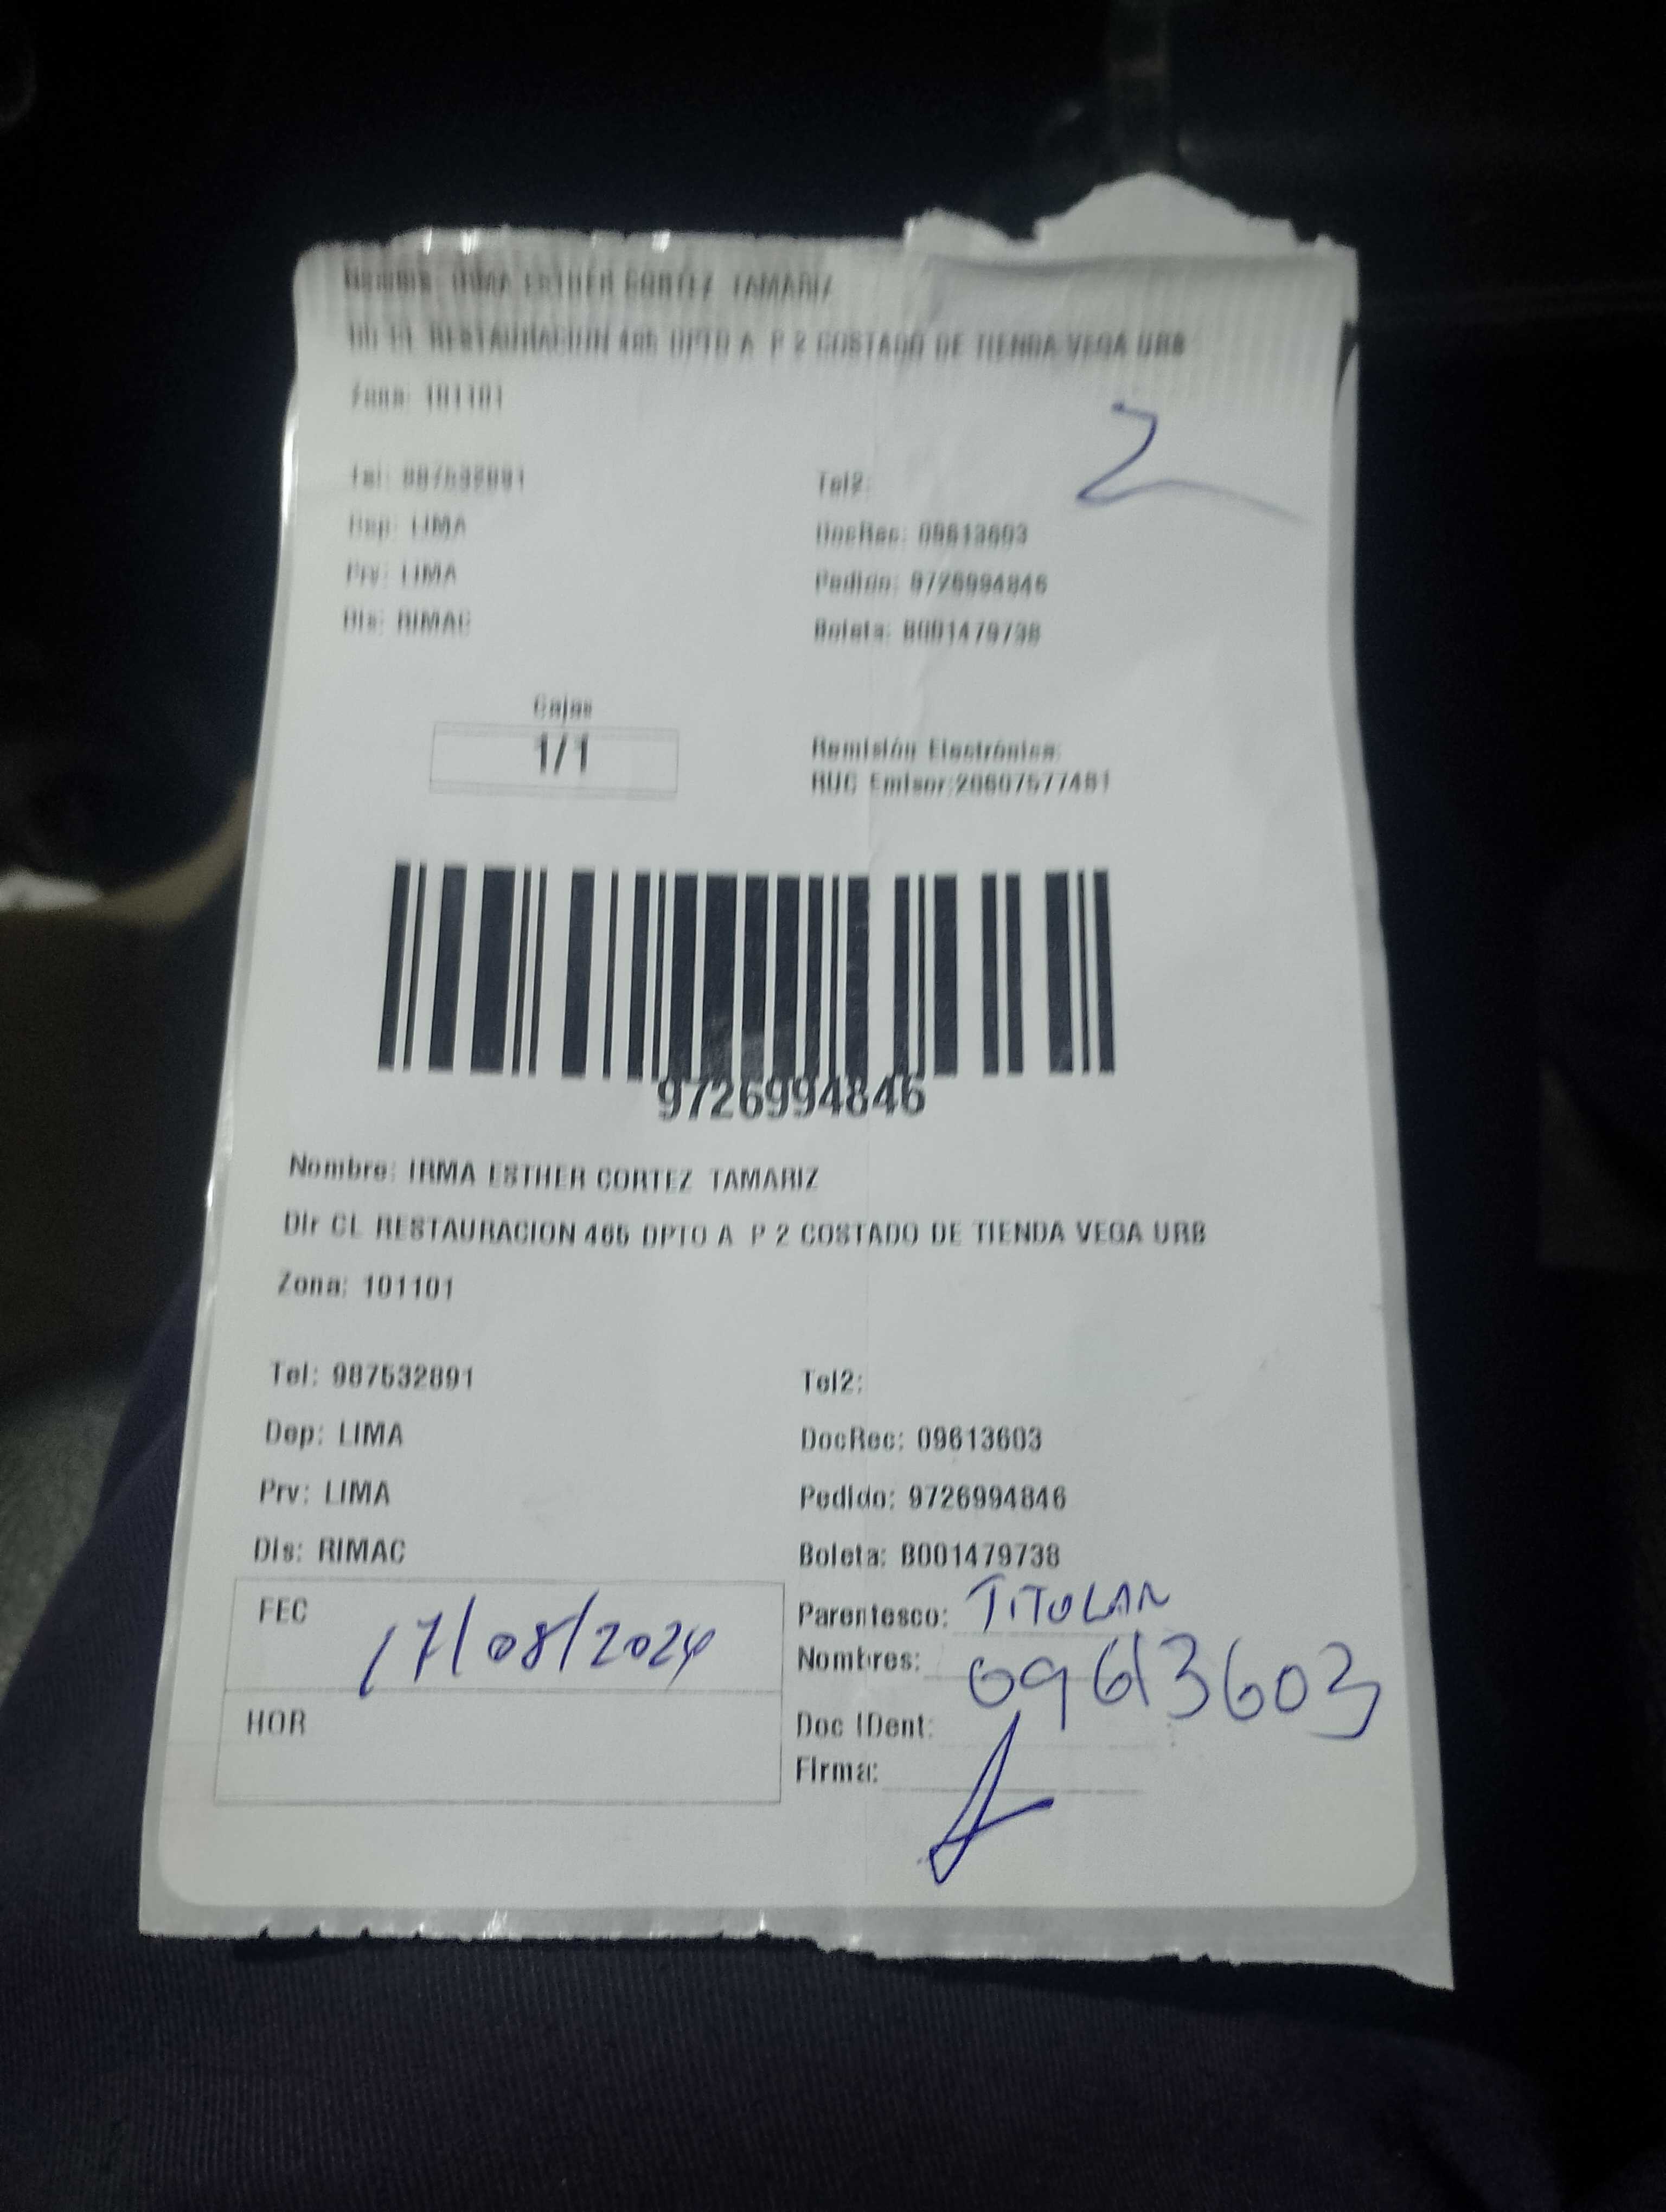 Nombre: IRMA ESTHER CORTEZ TAMARIZ
Dir CL RESTAURACION 465 DPTO A P 2 COSTADO DE TIENDA VEGA URB
Zona: 101101
2
Tel: 987532891 Tel2:
Dep: LIMA DocRec: 09613603
Prv: LIMA Pedido: 9726994846
Dis: RIMAC Boleta: B001479738
Cajas
1/1
Remisión Electrónica:
RUC Emisor:20607577481
9726994846
Nombre: IRMA ESTHER CORTEZ TAMARIZ
Dir CL RESTAURACION 465 DPTO A P 2 COSTADO DE TIENDA VEGA URB
Zona: 101101
Tel: 987532891 Tel2:
Dep: LIMA DocRec: 09613603
Prv: LIMA Pedido: 9726994846
Dis: RIMAC Boleta: B001479738
FEC 17/08/2024 Parentesco: TITULAR
Nombres: 09613603
HOR Doc IDent:
Firma: